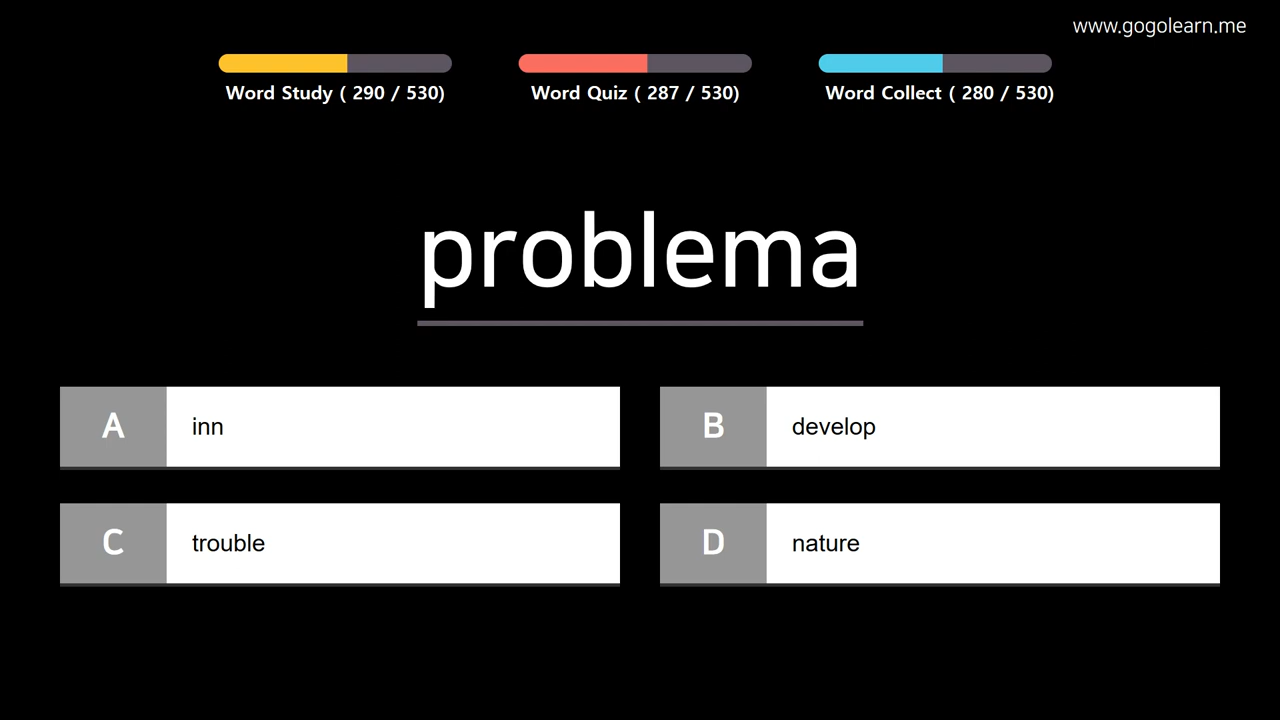 www.gogolearn.me
Word Study ( 290 / 530)
Word Quiz ( 287 / 530)
Word Collect ( 280 / 530)
problema
A inn
B develop
C trouble
D nature